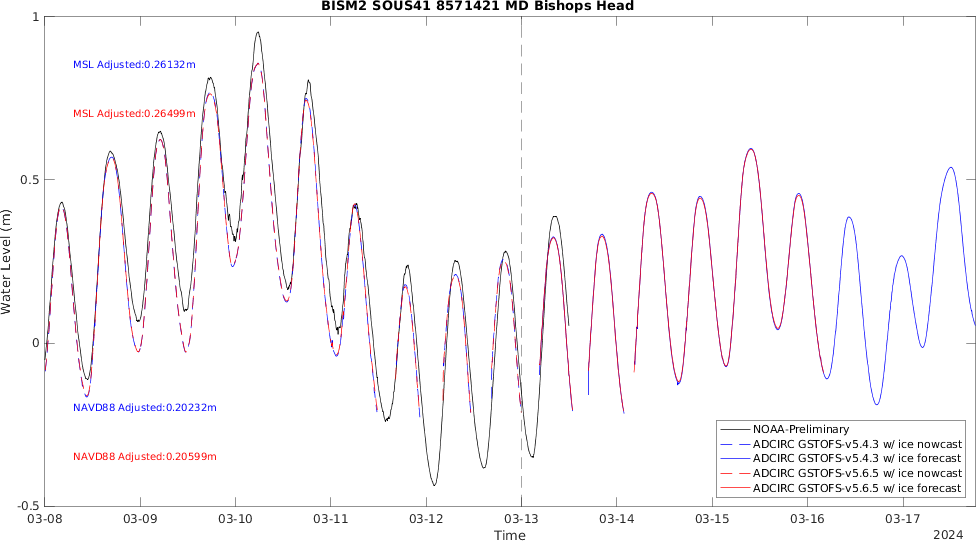 BISM2 SOUS41 8571421 MD Bishops Head
1
MSL Adjusted:0.26132m
MSL Adjusted:0.26499m
0.5
Water Level (m)
0
NAVD88 Adjusted:0.20232m
NAVD88 Adjusted:0.20599m
NOAA-Preliminary
ADCIRC GSTOFS-v5.4.3 w/ ice nowcast
ADCIRC GSTOFS-v5.4.3 w/ ice forecast
ADCIRC GSTOFS-v5.6.5 w/ ice nowcast
ADCIRC GSTOFS-v5.6.5 w/ ice forecast
-0.5
03-08 03-09 03-10 03-11 03-12 03-13 03-14 03-15 03-16 03-17
Time
2024